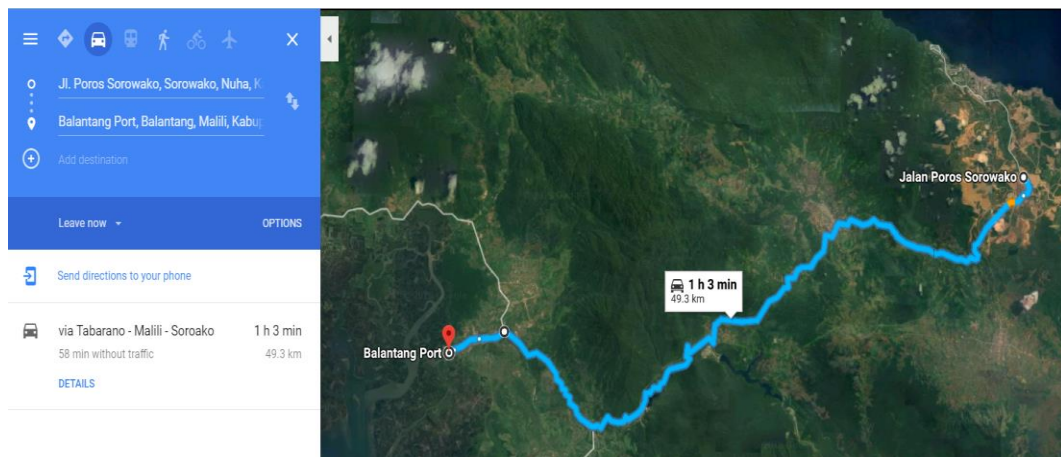 Jl. Poros Sorowako, Sorowako, Nuha, K
Balantang Port, Balantang, Malili, Kabup
Add destination
Leave now
OPTIONS
Send directions to your phone
via Tabarano - Malili - Soroako 1 h 3 min
58 min without traffic 49.3 km
DETAILS
Jalan Poros Sorowako
1 h 3 min
49.3 km
Balantang Port